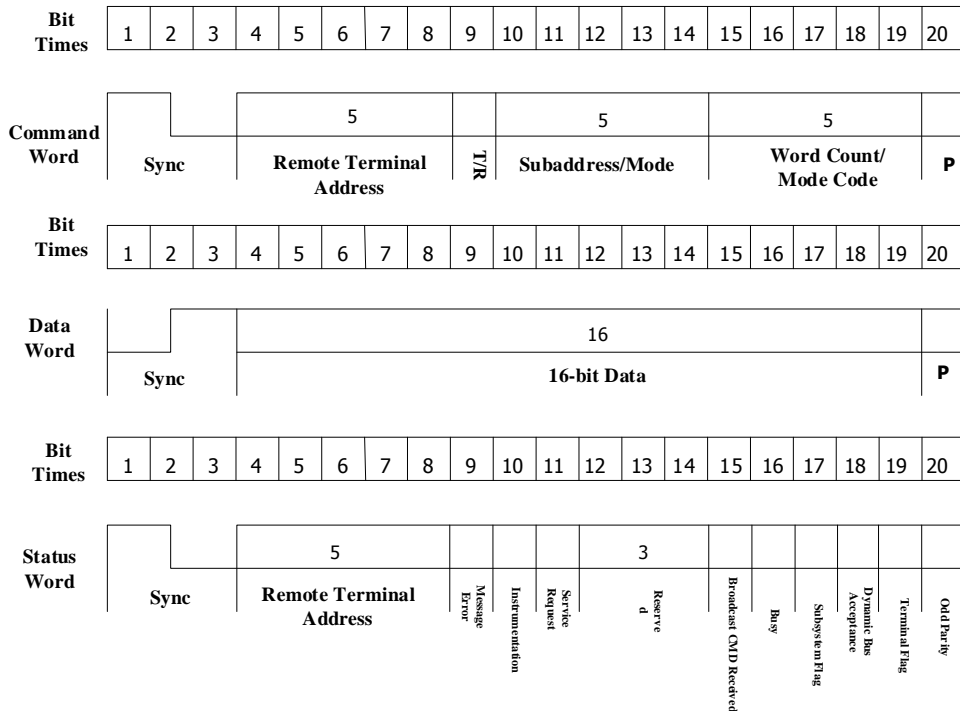 Bit
Times
1 2 3 4 5 6 7 8 9 10 11 12 13 14 15 16 17 18 19 20
Command
Word
5 5 5
Sync
Remote Terminal
Address
T/R
Subaddress/Mode
Word Count/
Mode Code
P
Bit
Times
1 2 3 4 5 6 7 8 9 10 11 12 13 14 15 16 17 18 19 20
Data
Word
16
Sync
16-bit Data
P
Bit
Times
1 2 3 4 5 6 7 8 9 10 11 12 13 14 15 16 17 18 19 20
Status
Word
5 3
Sync
Remote Terminal
Address
Message
Error
Instrumentation
Service
Request
Reserve
d
Broadcast CMD Received
Busy
Subsystem Flag
Dynamic Bus
Acceptance
Terminal Flag
Odd Parity